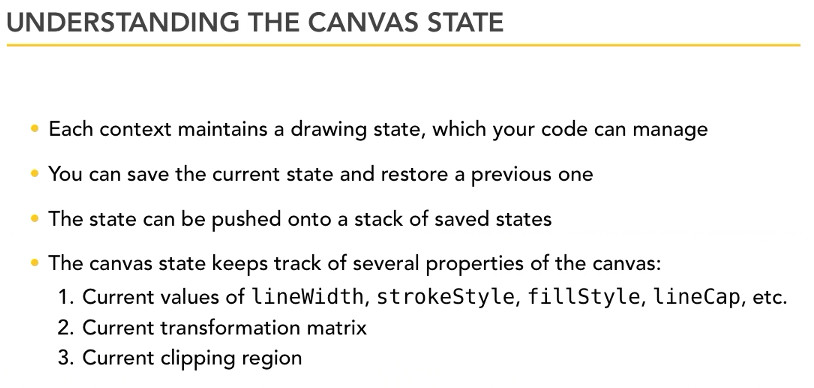 UNDERSTANDING THE CANVAS STATE
• Each context maintains a drawing state, which your code can manage
• You can save the current state and restore a previous one
• The state can be pushed onto a stack of saved states
• The canvas state keeps track of several properties of the canvas:
1. Current values of lineWidth, strokeStyle, fillStyle, lineCap, etc.
2. Current transformation matrix
3. Current clipping region